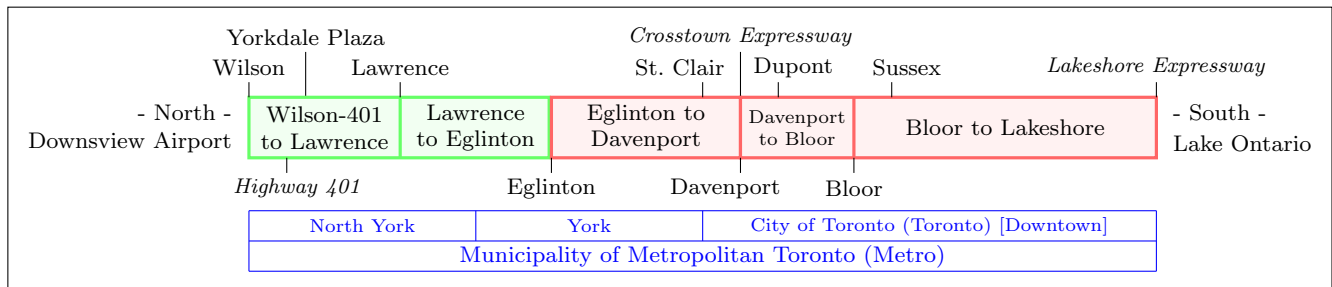 Yorkdale Plaza
Crosstown Expressway
Wilson
Lawrence
St. Clair
Dupont
Sussex
Lakeshore Expressway
- North -
Downsview Airport
Wilson-401
to Lawrence
Lawrence
to Eglinton
Eglinton to
Davenport
Davenport
to Bloor
Bloor to Lakeshore
- South -
Lake Ontario
Highway 401
Eglinton
Davenport
Bloor
North York
York
City of Toronto (Toronto) [Downtown]
Municipality of Metropolitan Toronto (Metro)